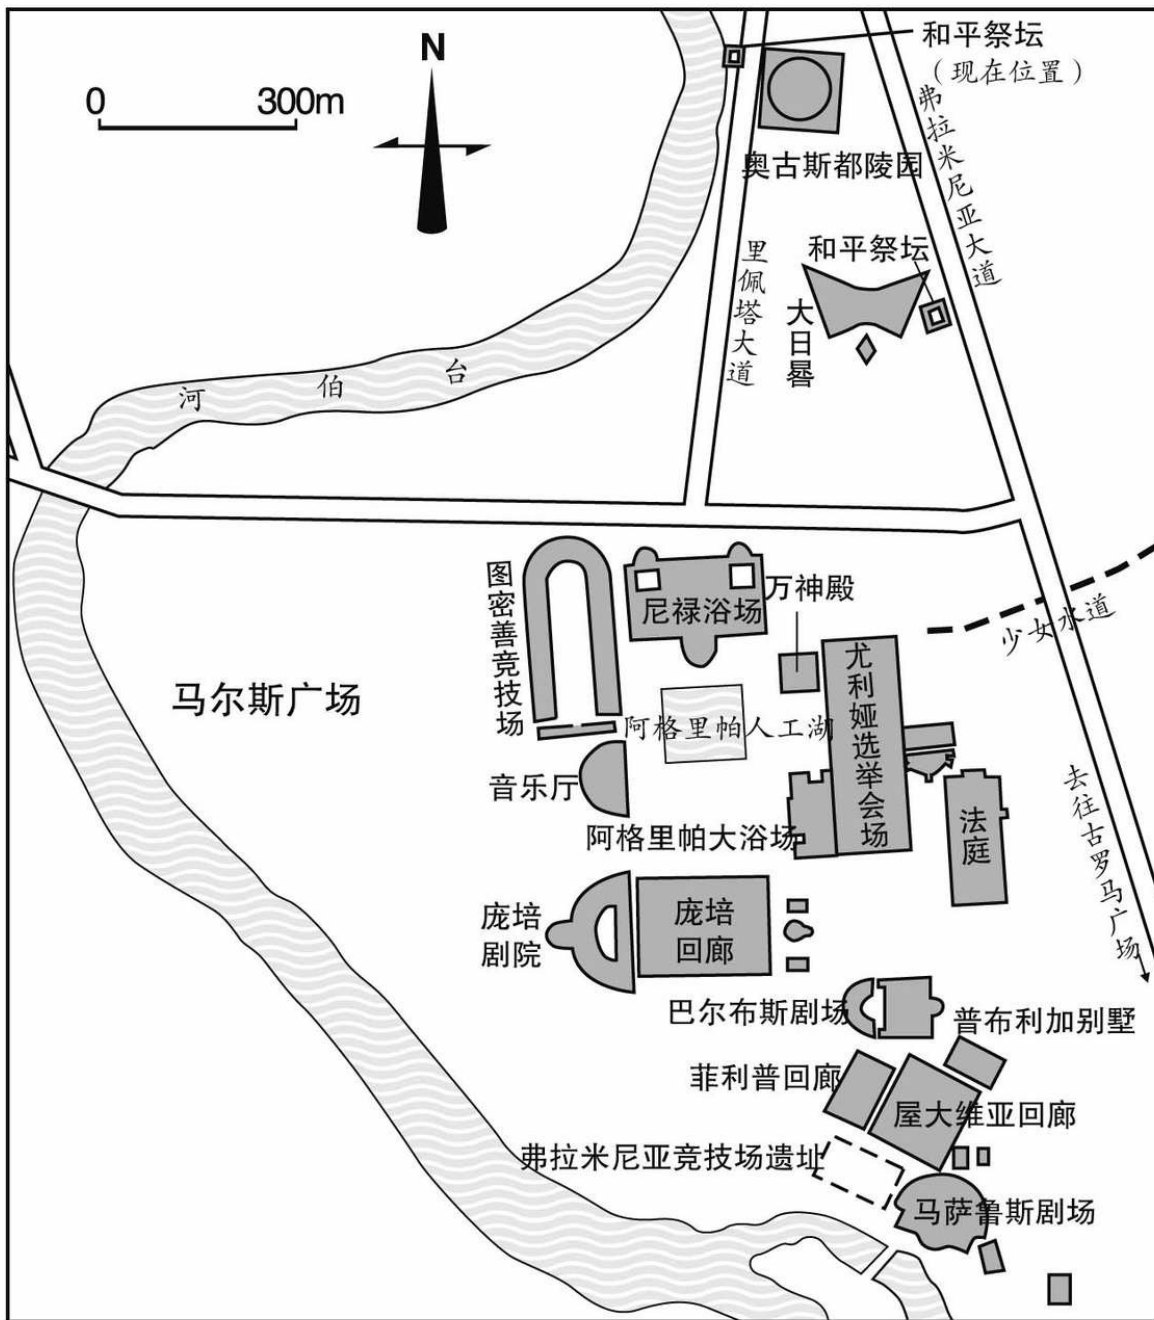 N
0 300m
和平祭坛
（现在位置）
弗拉米尼亚大道
奥古斯都陵园
里佩塔大道
和平祭坛
大日晷
河伯台
图密善竞技场
尼禄浴场
万神殿
少女水道
尤利娅选举会场
马尔斯广场
阿格里帕人工湖
音乐厅
阿格里帕大浴场
法庭
去往古罗马广场
庞培
剧院
庞培
回廊
巴尔布斯剧场
普布利加别墅
菲利普回廊
屋大维亚回廊
弗拉米尼亚竞技场遗址
马萨鲁斯剧场